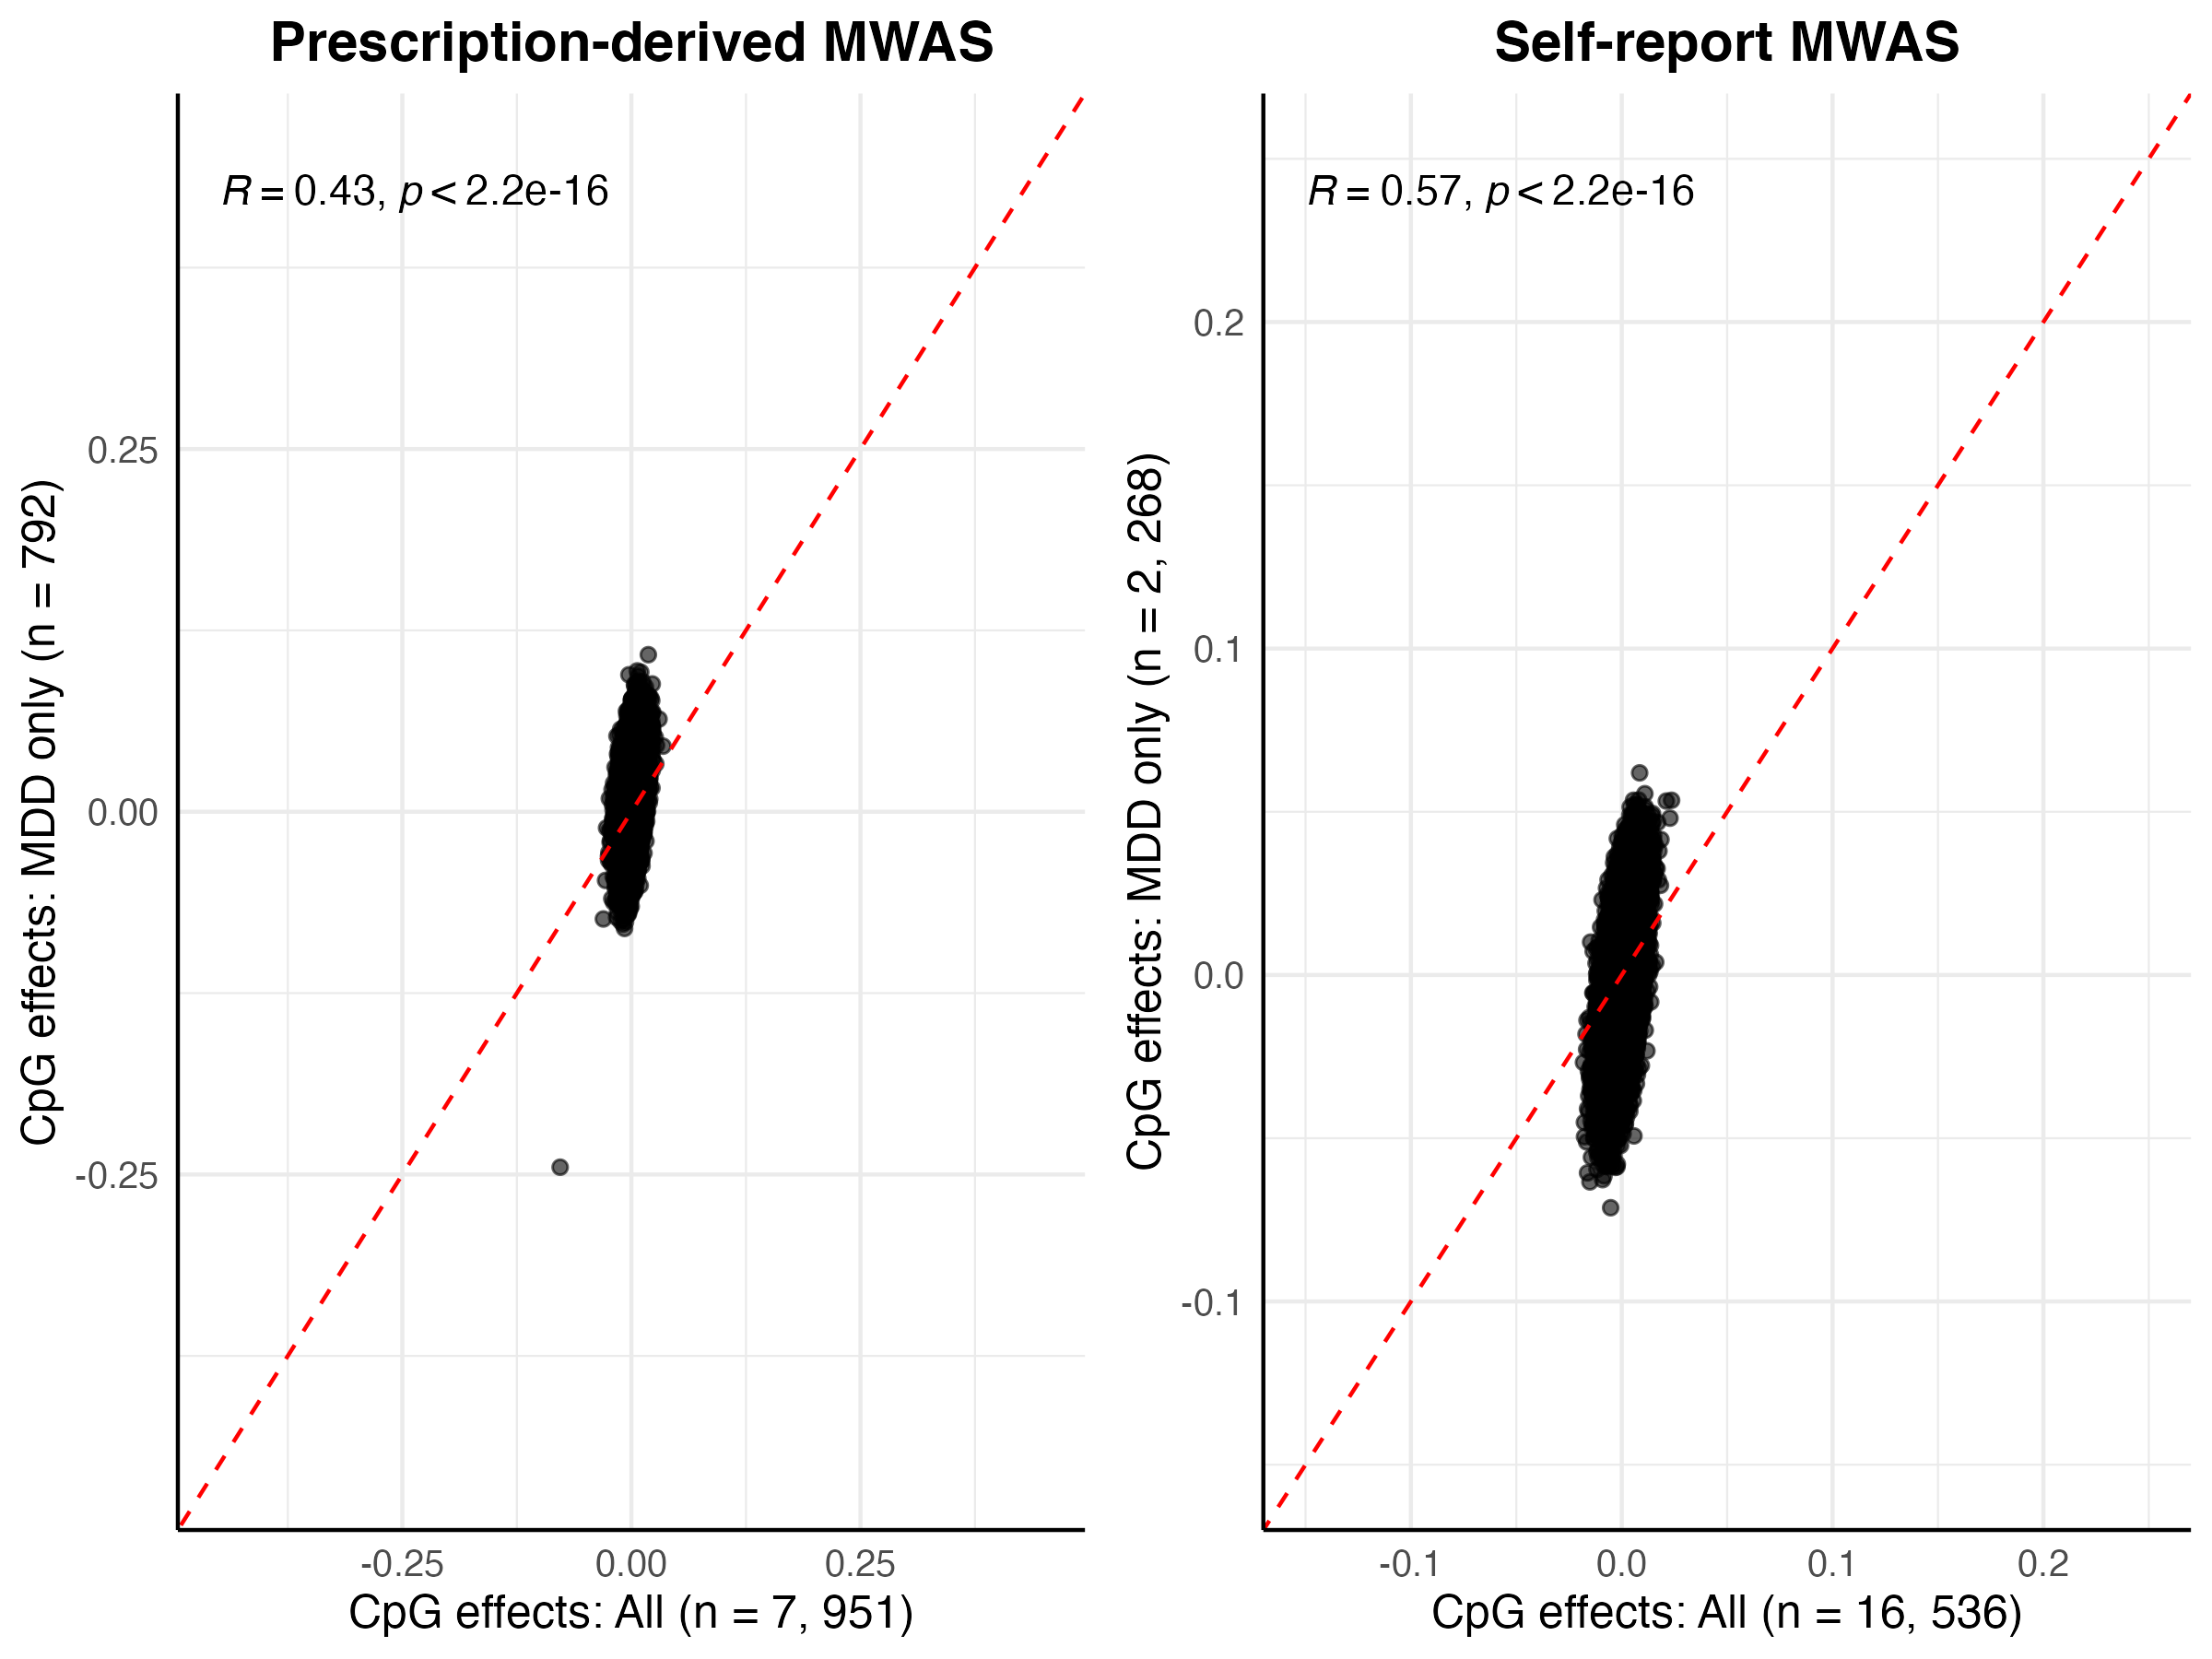 Prescription-derived MWAS
R = 0.43, p < 2.2e-16
CpG effects: MDD only (n = 792)
0.25
0.00
-0.25
-0.25
0.00
0.25
CpG effects: All (n = 7, 951)
Self-report MWAS
R = 0.57, p < 2.2e-16
CpG effects: MDD only (n = 2, 268)
0.2
0.1
0.0
-0.1
-0.1
0.0
0.1
0.2
CpG effects: All (n = 16, 536)